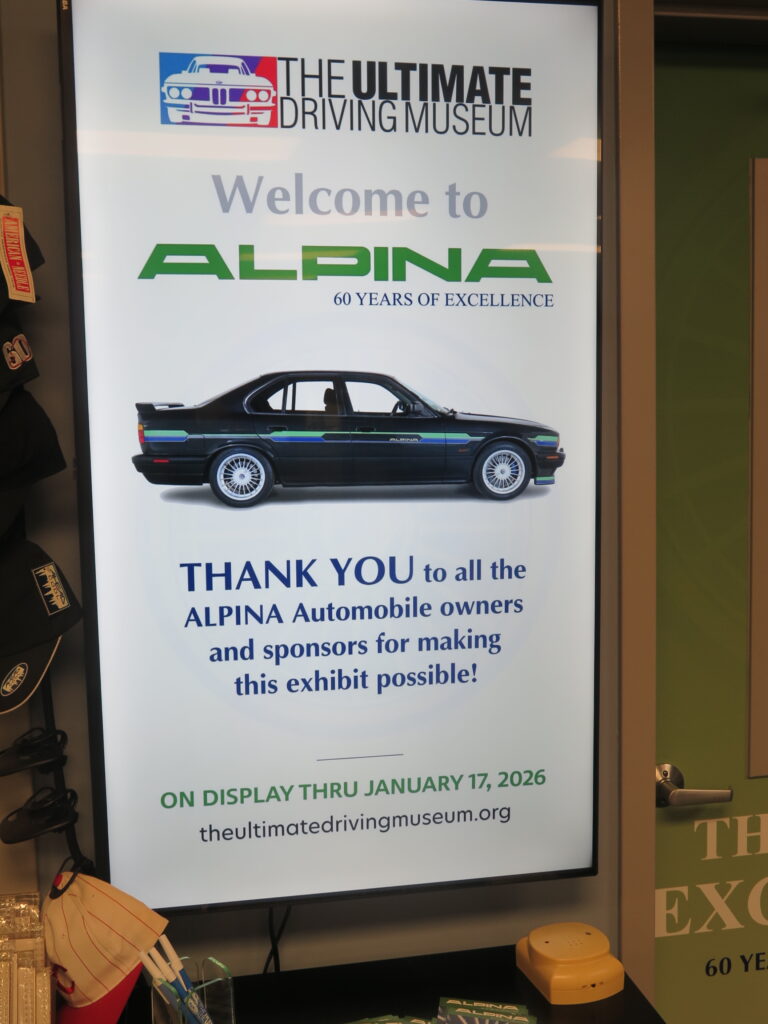 THE ULTIMATE
DRIVING MUSEUM
Welcome to
ALPINA
60 YEARS OF EXCELLENCE
ALPINA
THANK YOU to all the
ALPINA Automobile owners
and sponsors for making
this exhibit possible!
ON DISPLAY THRU JANUARY 17, 2026
theultimatedrivingmuseum.org
60
TH
EXC
60 YE
ALPINA
ALPINA